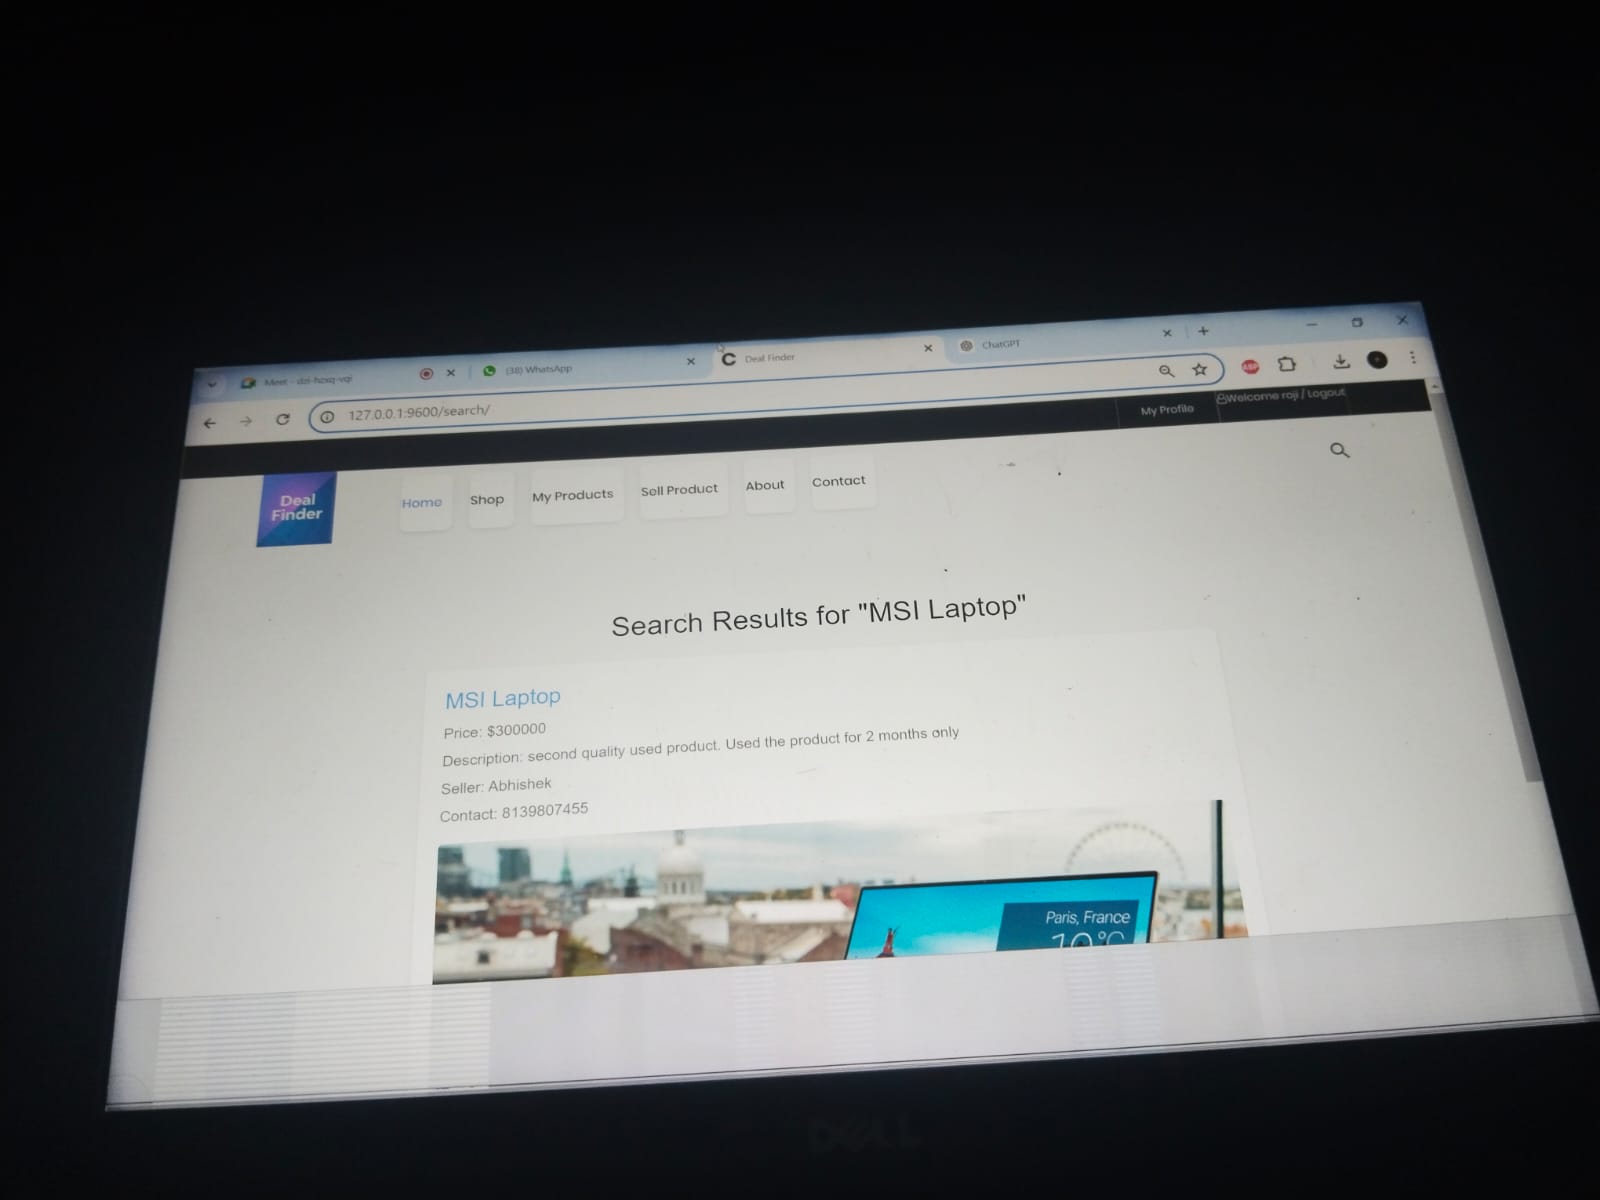 Meet - dzi-hoxq-vqi
(38) WhatsApp
Deal Finder
ChatGPT
127.0.0.1:9600/search/
ABP
My Profile
Welcome roji / Logout
Deal
Finder
Home
Shop
My Products
Sell Product
About
Contact
Search Results for "MSI Laptop"
MSI Laptop
Price: $300000
Description: second quality used product. Used the product for 2 months only
Seller: Abhishek
Contact: 8139807455
Paris, France
10°C
DELL